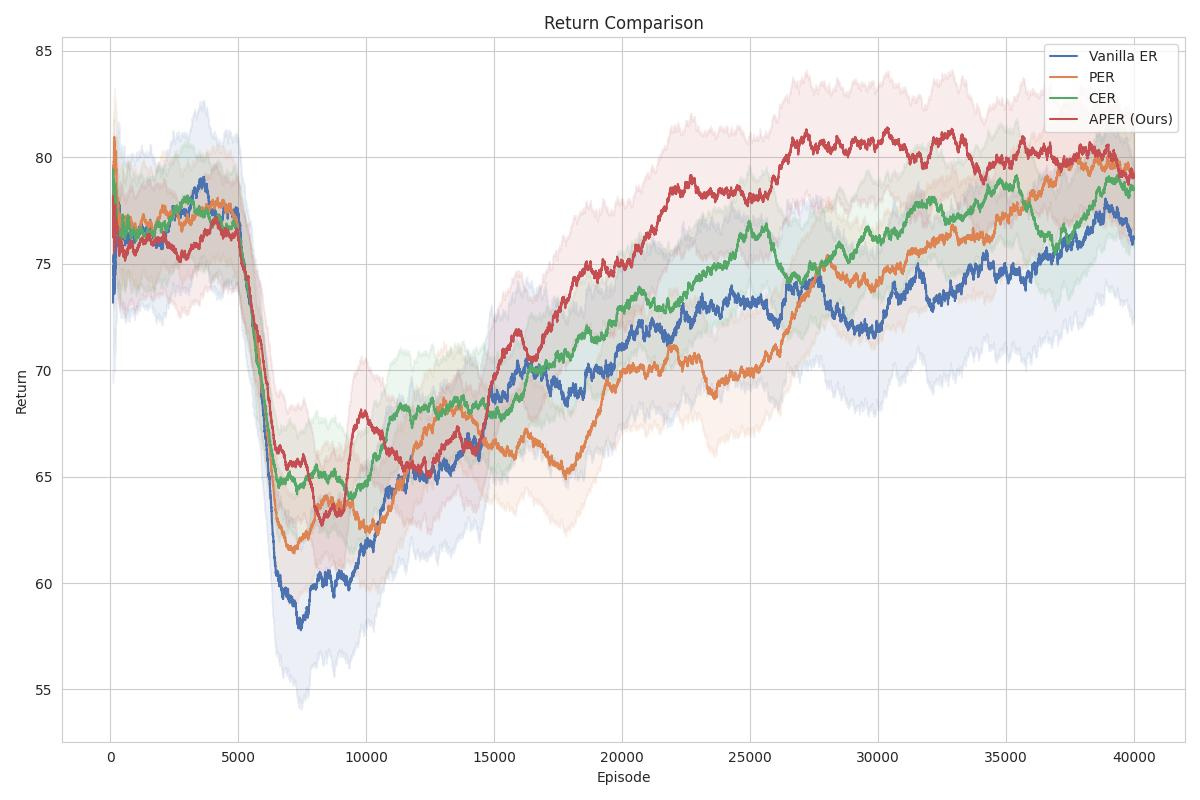 Return Comparison
85
80
75
70
65
60
55
Return
Vanilla ER
PER
CER
APER (Ours)
0 5000 10000 15000 20000 25000 30000 35000 40000
Episode